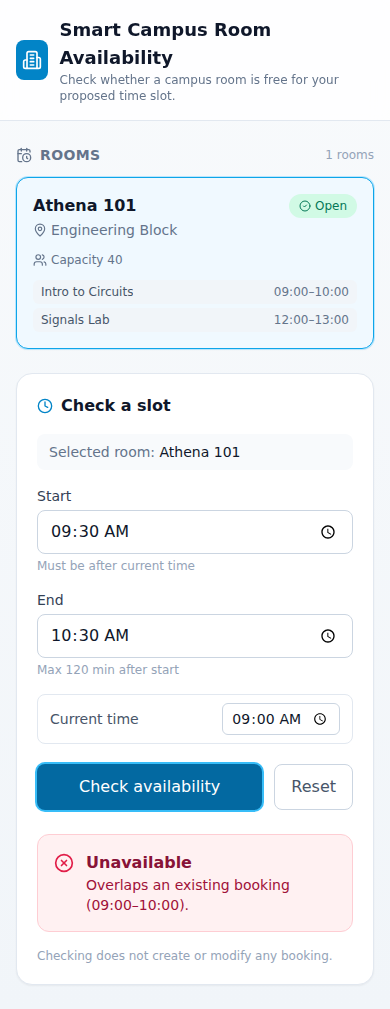 Smart Campus Room
Availability
Check whether a campus room is free for your
proposed time slot.
ROOMS
1 rooms
Athena 101
Open
Engineering Block
Capacity 40
Intro to Circuits
09:00–10:00
Signals Lab
12:00–13:00
Check a slot
Selected room: Athena 101
Start
09:30 AM
Must be after current time
End
10:30 AM
Max 120 min after start
Current time
09:00 AM
Check availability
Reset
Unavailable
Overlaps an existing booking
(09:00–10:00).
Checking does not create or modify any booking.